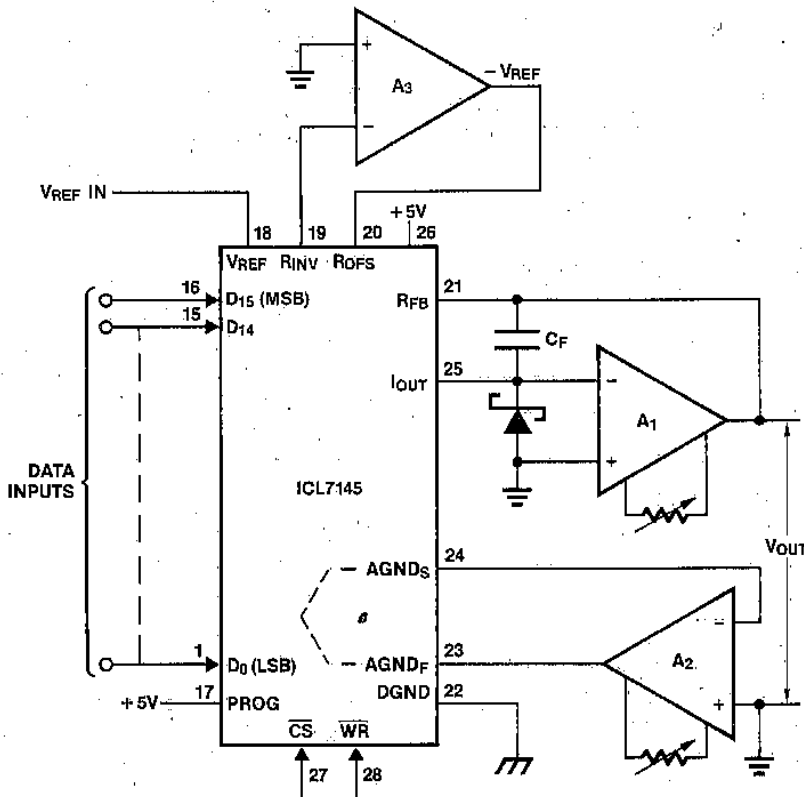 A3
− VREF
VREF IN
+5V
18 19 20 26
VREF RINV ROFS
16 D15 (MSB)
15 D14
RFB 21
CF
IOUT 25
A1
DATA
INPUTS
ICL7145
VOUT
AGNDS 24
A2
1 D0 (LSB)
AGNDF 23
DGND 22
+5V 17 PROG
CS WR
27 28